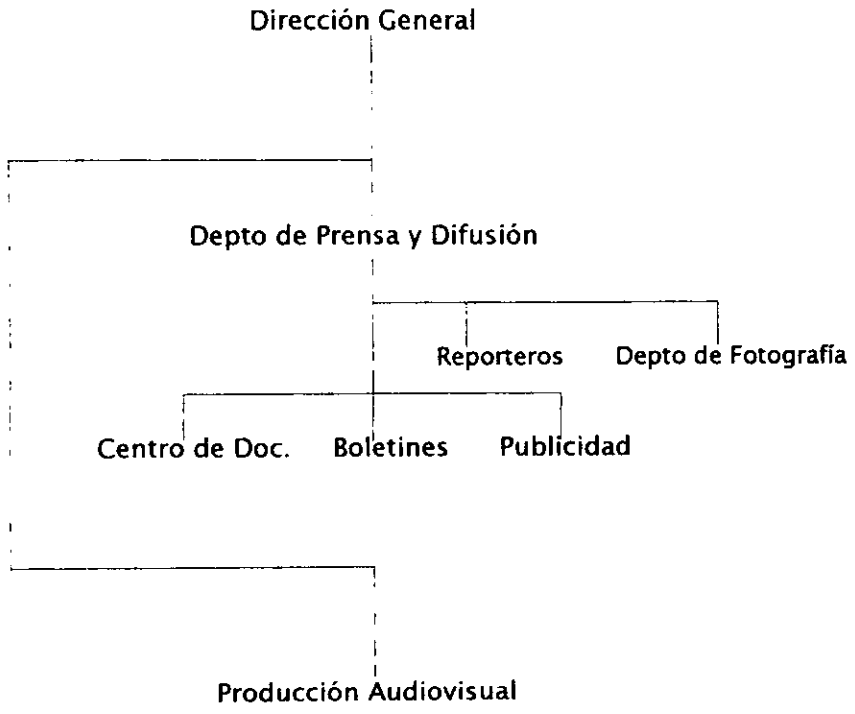 Dirección General
Depto de Prensa y Difusión
Reporteros Depto de Fotografía
Centro de Doc. Boletines Publicidad
Producción Audiovisual